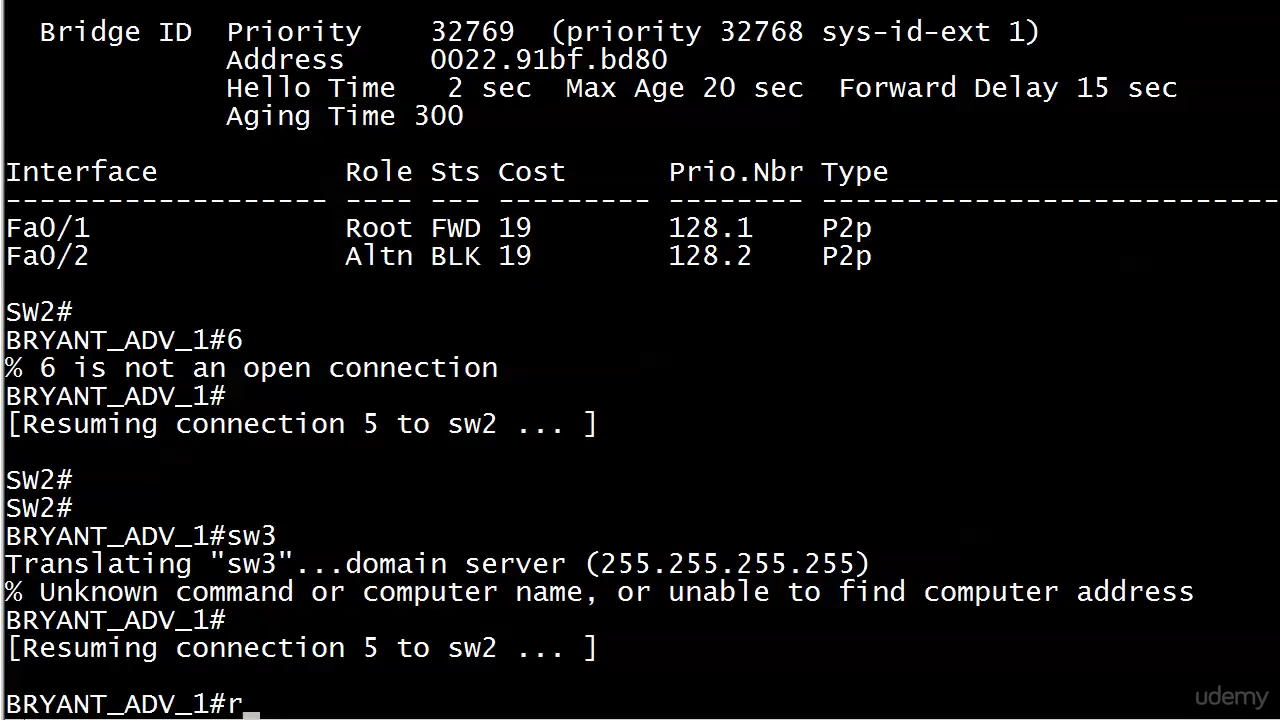 Bridge ID  Priority    32769  (priority 32768 sys-id-ext 1)
Address     0022.91bf.bd80
Hello Time   2 sec  Max Age 20 sec  Forward Delay 15 sec
Aging Time 300
Interface           Role Sts Cost      Prio.Nbr Type
------------------- ---- --- --------- -------- ---------------------------
Fa0/1               Root FWD 19        128.1    P2p
Fa0/2               Altn BLK 19        128.2    P2p
SW2#
BRYANT_ADV_1#6
% 6 is not an open connection
BRYANT_ADV_1#
[Resuming connection 5 to sw2 ... ]
SW2#
SW2#
BRYANT_ADV_1#sw3
Translating "sw3"...domain server (255.255.255.255)
% Unknown command or computer name, or unable to find computer address
BRYANT_ADV_1#
[Resuming connection 5 to sw2 ... ]
BRYANT_ADV_1#r
udemy